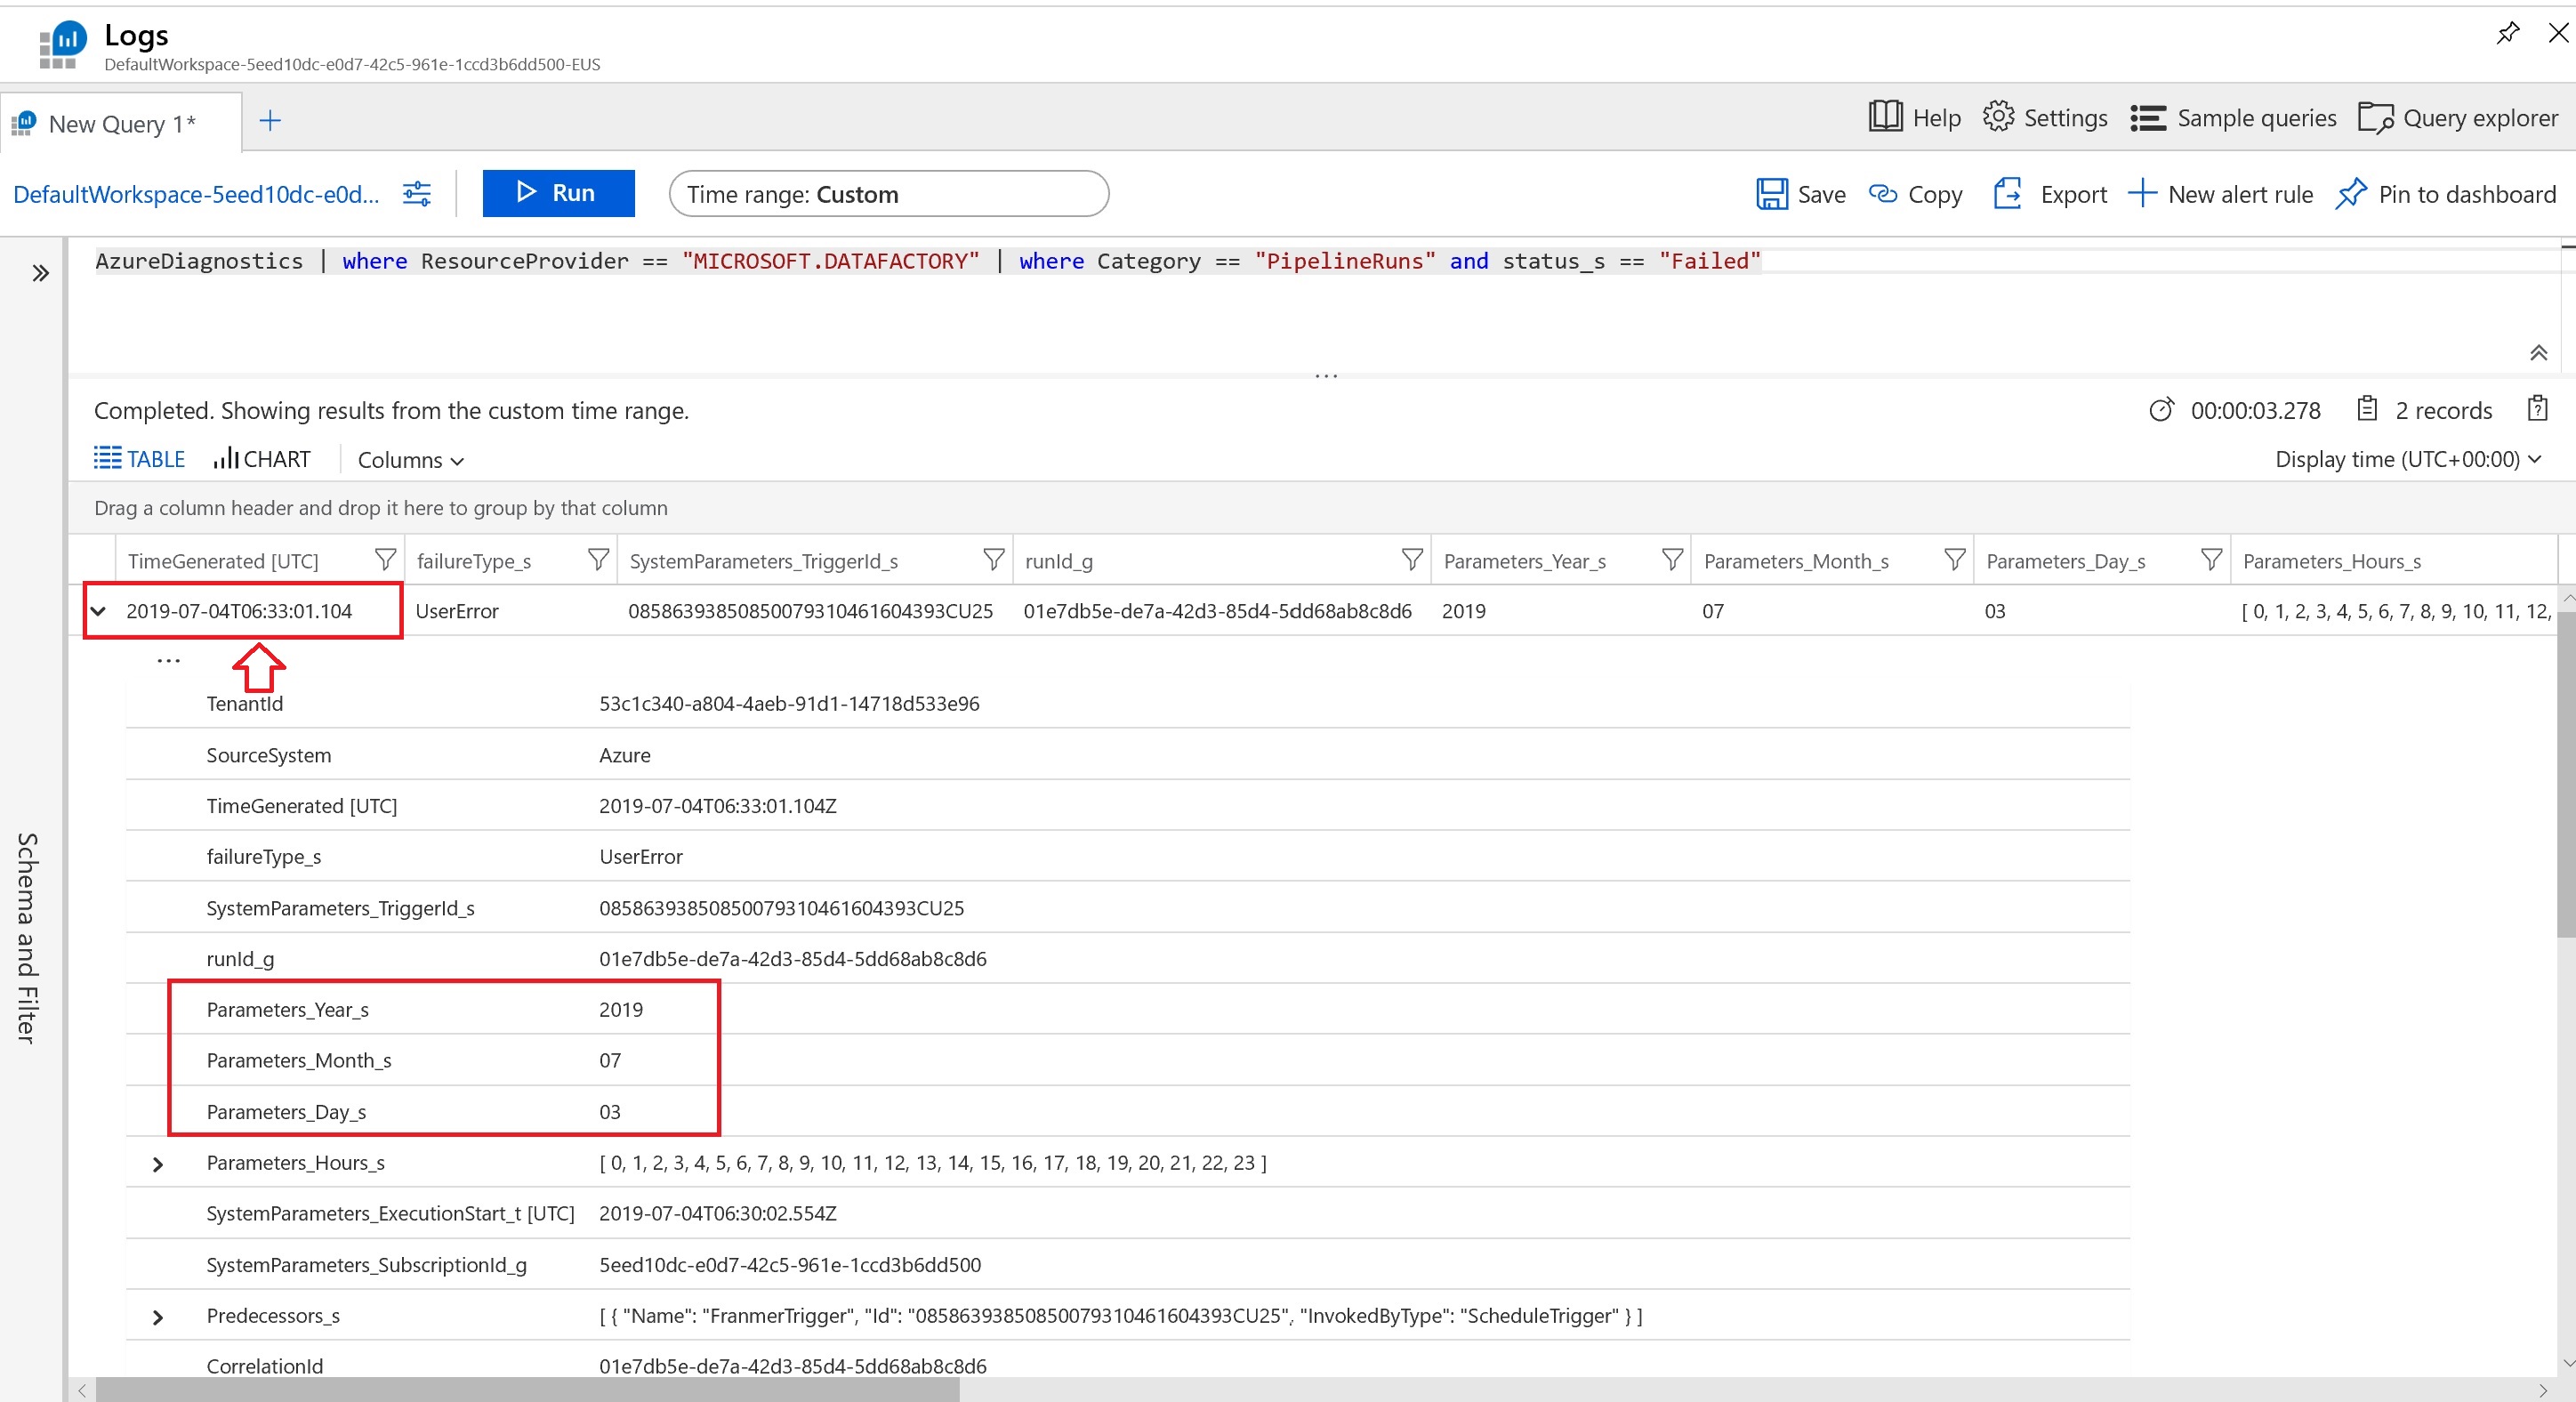 Logs
DefaultWorkspace-5eed10dc-e0d7-42c5-961e-1ccd3b6dd500-EUS
New Query 1*
Help Settings Sample queries Query explorer
DefaultWorkspace-5eed10dc-e0d... Run Time range: Custom Save Copy Export New alert rule Pin to dashboard
AzureDiagnostics | where ResourceProvider == "MICROSOFT.DATAFACTORY" | where Category == "PipelineRuns" and status_s == "Failed"
Completed. Showing results from the custom time range. 00:00:03.278 2 records
TABLE CHART Columns Display time (UTC+00:00)
Drag a column header and drop it here to group by that column
TimeGenerated [UTC] failureType_s SystemParameters_TriggerId_s runId_g Parameters_Year_s Parameters_Month_s Parameters_Day_s Parameters_Hours_s
2019-07-04T06:33:01.104 UserError 08586393850850079310461604393CU25 01e7db5e-de7a-42d3-85d4-5dd68ab8c8d6 2019 07 03 [ 0, 1, 2, 3, 4, 5, 6, 7, 8, 9, 10, 11, 12,
...
TenantId 53c1c340-a804-4aeb-91d1-14718d533e96
SourceSystem Azure
TimeGenerated [UTC] 2019-07-04T06:33:01.104Z
failureType_s UserError
SystemParameters_TriggerId_s 08586393850850079310461604393CU25
runId_g 01e7db5e-de7a-42d3-85d4-5dd68ab8c8d6
Parameters_Year_s 2019
Parameters_Month_s 07
Parameters_Day_s 03
Parameters_Hours_s [ 0, 1, 2, 3, 4, 5, 6, 7, 8, 9, 10, 11, 12, 13, 14, 15, 16, 17, 18, 19, 20, 21, 22, 23 ]
SystemParameters_ExecutionStart_t [UTC] 2019-07-04T06:30:02.554Z
SystemParameters_SubscriptionId_g 5eed10dc-e0d7-42c5-961e-1ccd3b6dd500
Predecessors_s [ { "Name": "FranmerTrigger", "Id": "08586393850850079310461604393CU25", "InvokedByType": "ScheduleTrigger" } ]
CorrelationId 01e7db5e-de7a-42d3-85d4-5dd68ab8c8d6
Schema and Filter